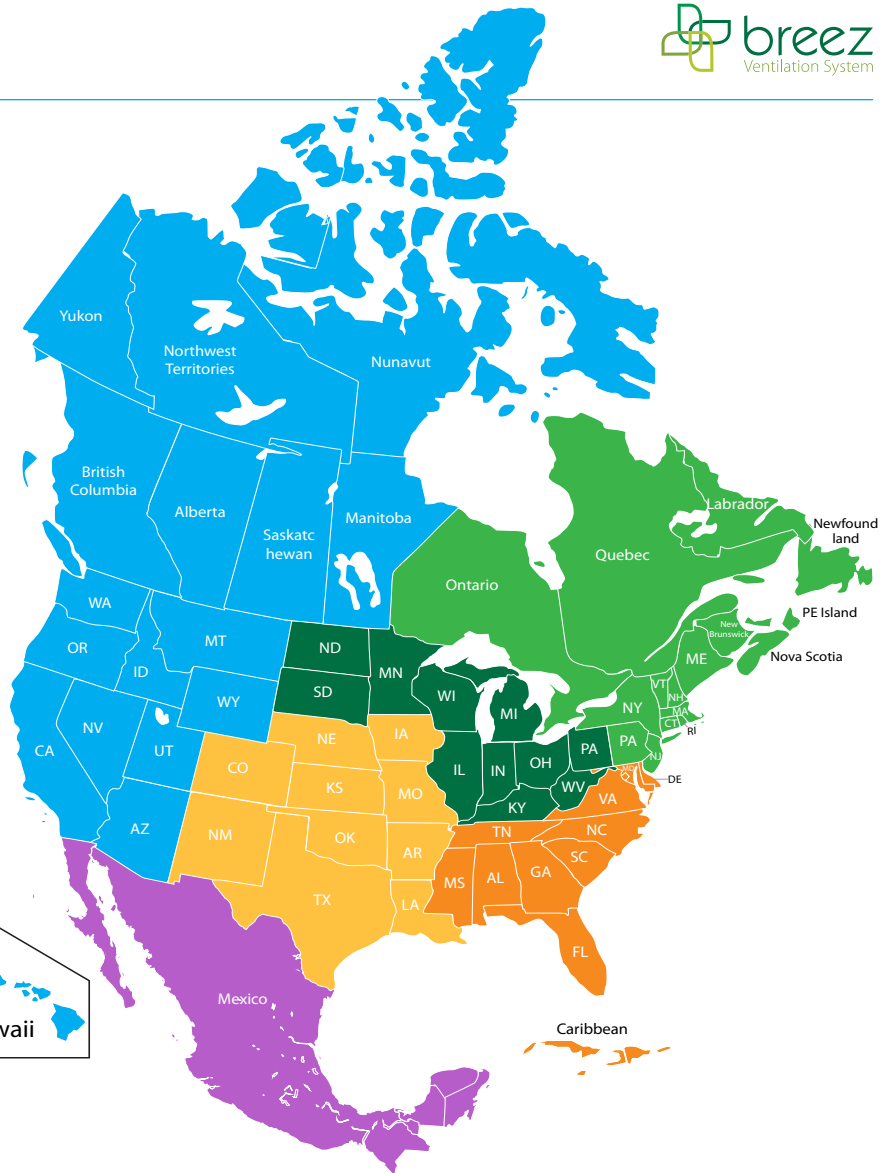 breez
Ventilation System
Yukon
Northwest
Territories
Nunavut
British
Columbia
Alberta
Saskatc
hewan
Manitoba
Ontario
Quebec
Labrador
Newfound
land
PE Island
New
Brunswick
Nova Scotia
WA
OR
ID
MT
WY
CA
NV
UT
AZ
ND
SD
MN
WI
MI
IL
IN
OH
PA
WV
KY
NE
IA
CO
KS
MO
NM
OK
AR
TX
LA
ME
VT
NH
MA
CT
RI
NY
PA
NJ
DE
VA
TN
NC
SC
MS
AL
GA
FL
Mexico
Caribbean
waii